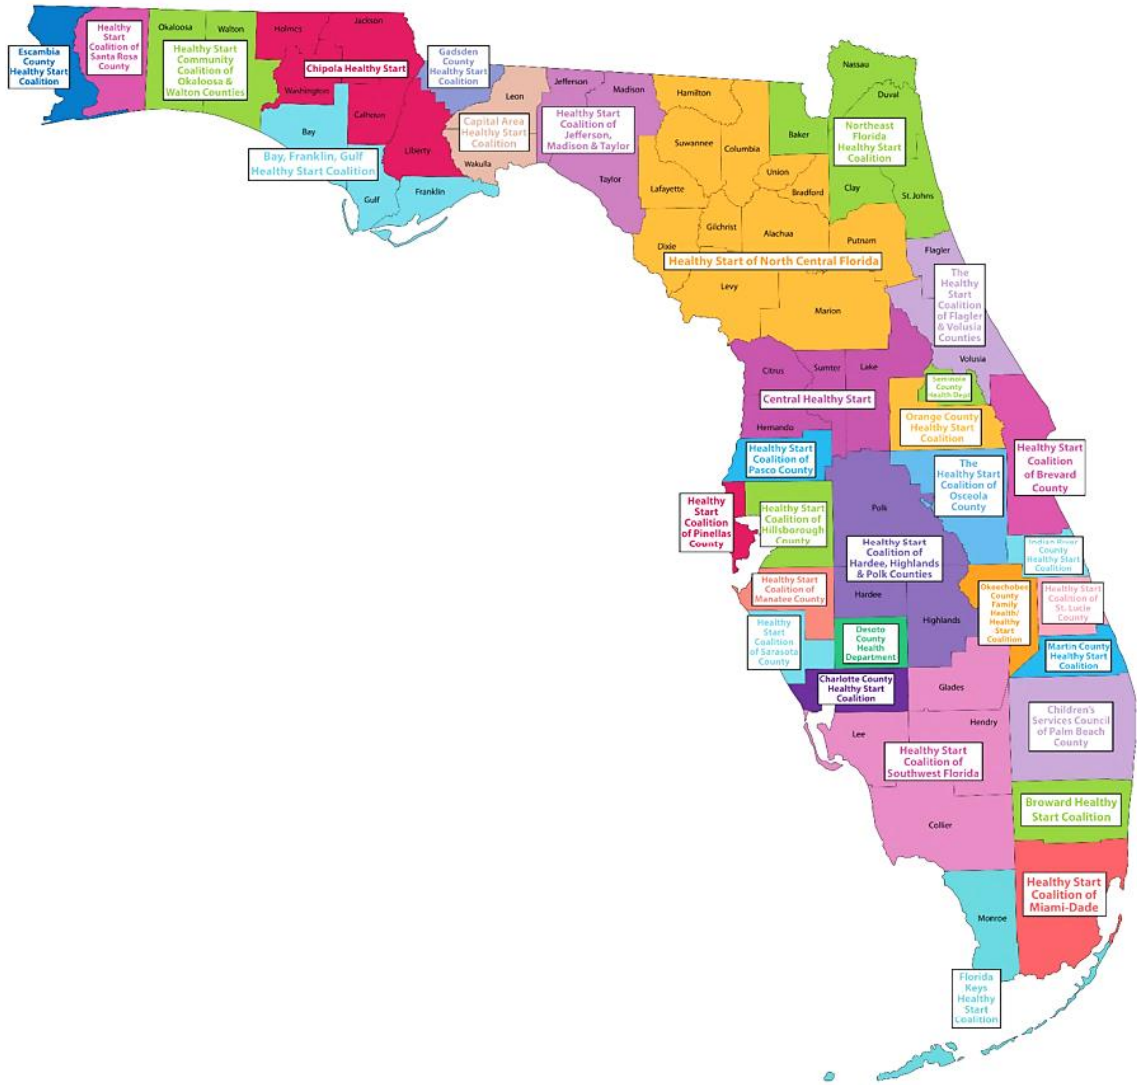 Escambia
County
Healthy Start
Coalition
Healthy
Start
Coalition of
Santa Rosa
County
Okaloosa
Walton
Healthy Start
Community
Coalition of
Okaloosa &
Walton Counties
Holmes
Jackson
Chipola Healthy Start
Washington
Calhoun
Liberty
Bay
Bay, Franklin, Gulf
Healthy Start Coalition
Gulf
Franklin
Gadsden
County
Healthy Start
Coalition
Leon
Capital Area
Healthy Start
Coalition
Wakulla
Jefferson
Madison
Healthy Start
Coalition of
Jefferson,
Madison & Taylor
Taylor
Hamilton
Suwannee
Columbia
Lafayette
Union
Bradford
Gilchrist
Alachua
Dixie
Putnam
Healthy Start of North Central Florida
Levy
Marion
Nassau
Duval
Baker
Northeast
Florida
Healthy Start
Coalition
Clay
St. Johns
Flagler
The
Healthy
Start
Coalition
of Flagler
& Volusia
Counties
Volusia
Citrus
Sumter
Lake
Central Healthy Start
Hernando
Seminole
County
Health Dept
Orange County
Healthy Start
Coalition
Healthy Start
Coalition of
Pasco County
The
Healthy Start
Coalition of
Osceola
County
Healthy Start
Coalition
of Brevard
County
Healthy
Start
Coalition
of Pinellas
County
Healthy Start
Coalition of
Hillsborough
County
Polk
Healthy Start
Coalition of
Hardee, Highlands
& Polk Counties
Hardee
Highlands
Indian River
County
Healthy Start
Coalition
Healthy Start
Coalition of
Manatee County
Okeechobee
County
Family
Health/
Healthy
Start
Coalition
Healthy Start
Coalition of
St. Lucie
County
Healthy
Start
Coalition
of Sarasota
County
Desoto
County
Health
Department
Martin County
Healthy Start
Coalition
Charlotte County
Healthy Start
Coalition
Glades
Hendry
Lee
Healthy Start
Coalition of
Southwest Florida
Collier
Children's
Services Council
of Palm Beach
County
Broward Healthy
Start Coalition
Healthy Start
Coalition of
Miami-Dade
Monroe
Florida
Keys
Healthy
Start
Coalition